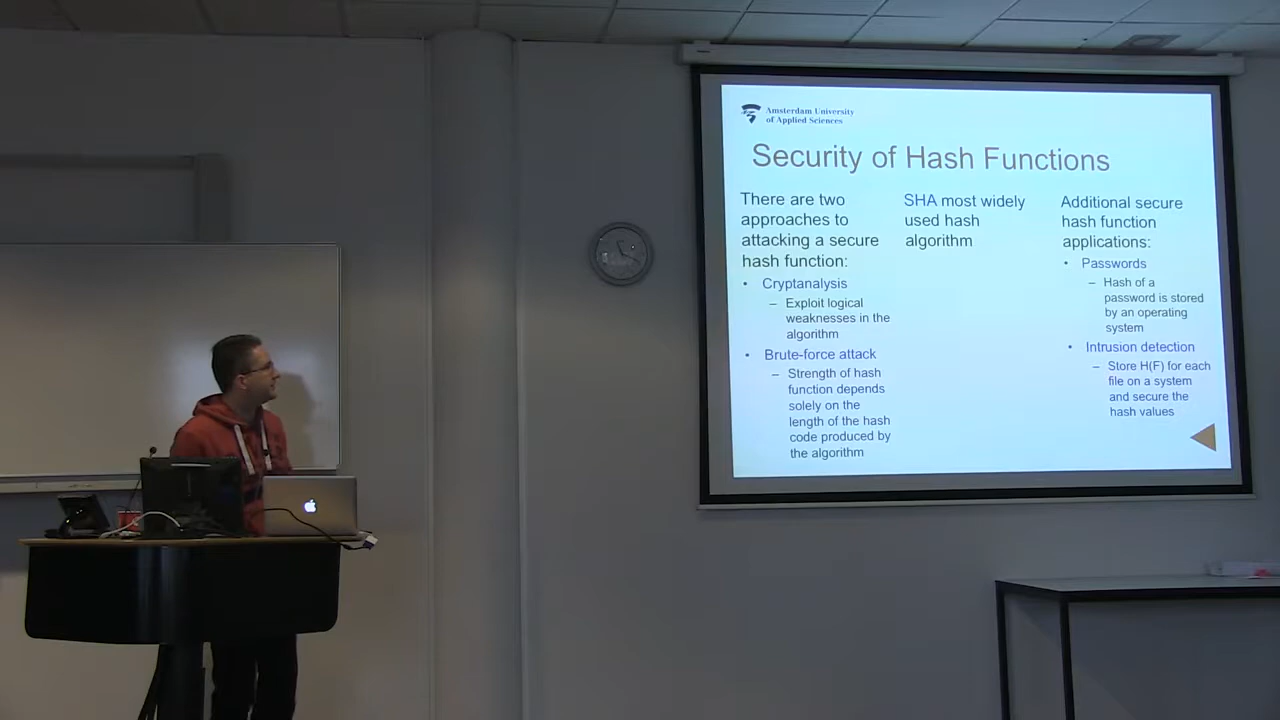 Amsterdam University
of Applied Sciences
Security of Hash Functions
There are two
approaches to
attacking a secure
hash function:
• Cryptanalysis
– Exploit logical
weaknesses in the
algorithm
• Brute-force attack
– Strength of hash
function depends
solely on the
length of the hash
code produced by
the algorithm
SHA most widely
used hash
algorithm
Additional secure
hash function
applications:
• Passwords
– Hash of a
password is stored
by an operating
system
• Intrusion detection
– Store H(F) for each
file on a system
and secure the
hash values